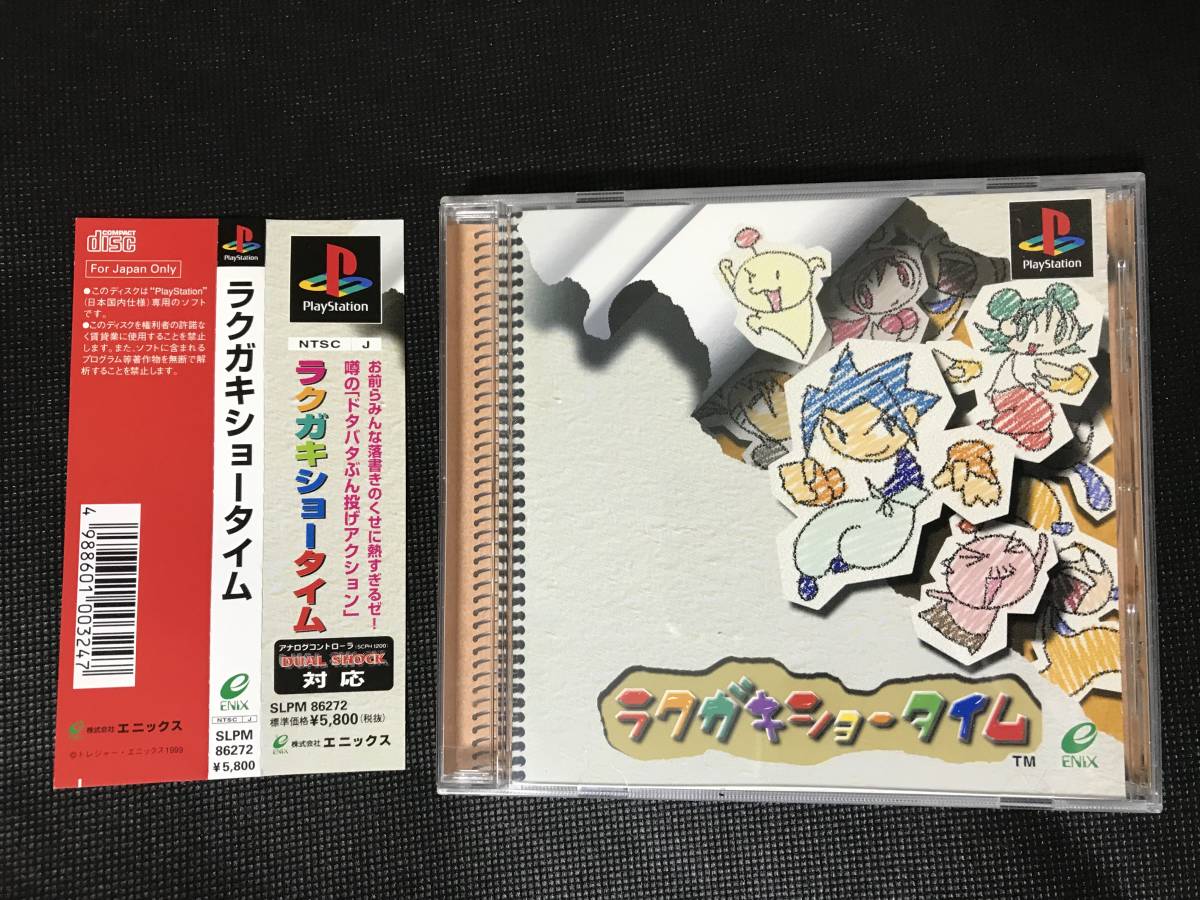 COMPACT
disc
For Japan Only
●このディスクは"PlayStation"
(日本国内仕様)専用のソフト
です。
●このディスクを権利者の許諾な
く賃貸業に使用することを禁止
します。また、ソフトに含まれる
プログラム等著作物を無断で解
析することを禁止します。
4 988601 003247
株式会社 エニックス
©トレジャー・エニックス1999
PlayStation
ラクガキショータイム
ENIX
NTSC J
SLPM
86272
¥5,800
PlayStation
NTSC J
お前らみんな落書きのくせに熱すぎるゼ!
噂の「ドタバタぶん投げアクション」
ラクガキショータイム
アナログコントローラ(SCPH1200)
DUAL SHOCK
対応
SLPM 86272
標準価格¥5,800(税抜)
ENIX 株式会社 エニックス
PlayStation
ラクガキショータイム
TM
ENIX